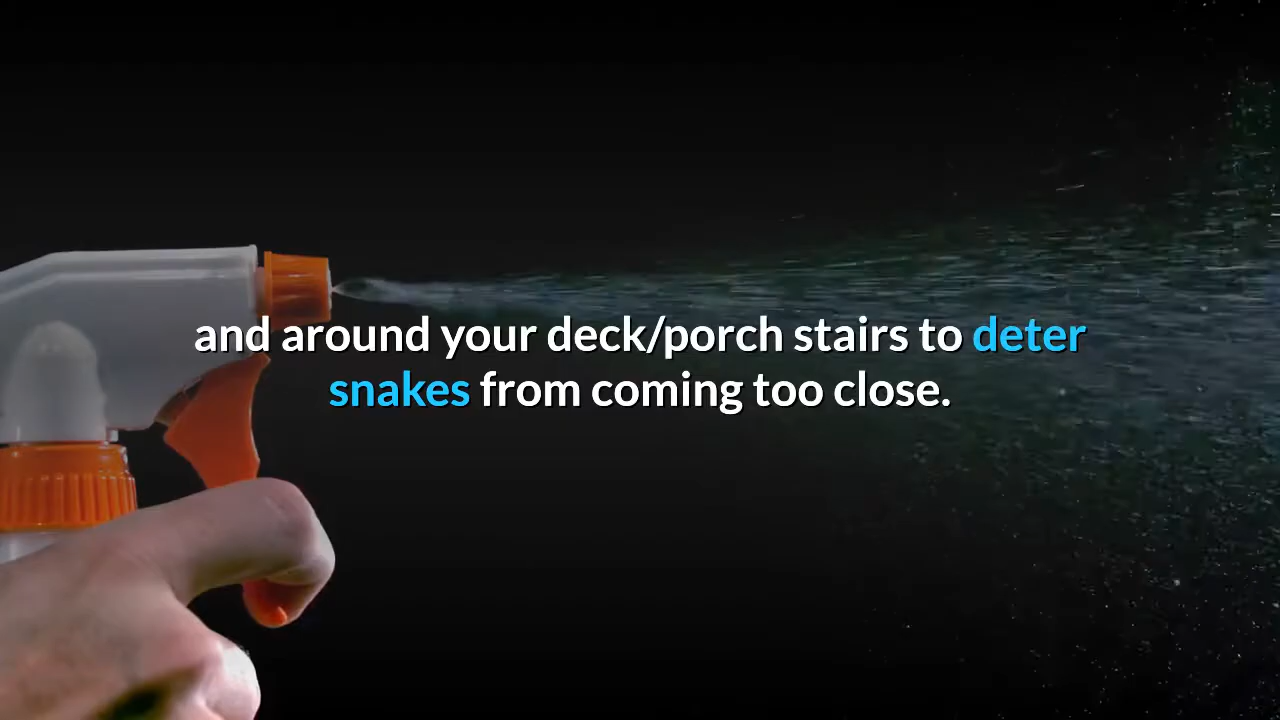 and around your deck/porch stairs to deter
snakes from coming too close.